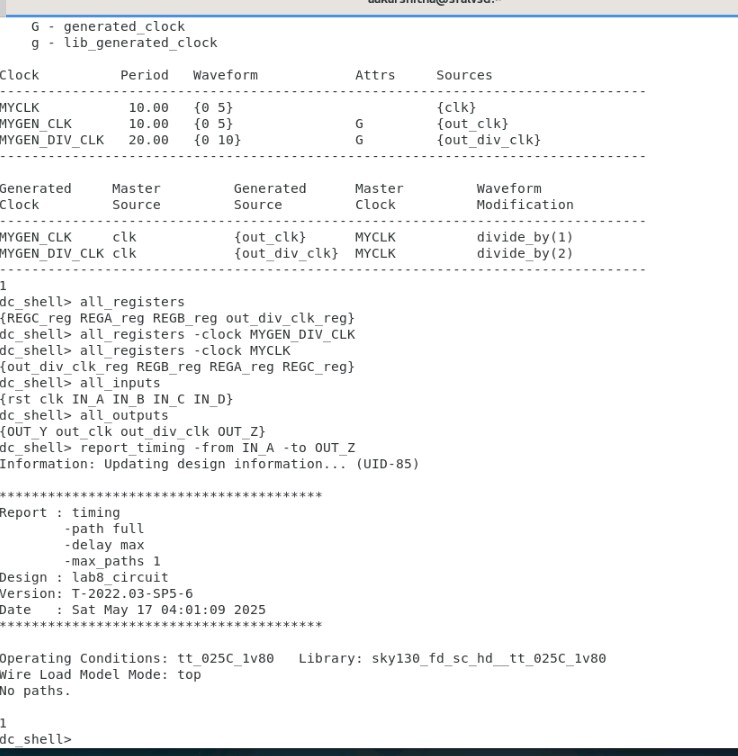 G - generated_clock
g - lib_generated_clock
Clock Period Waveform Attrs Sources
--------------------------------------------------------------------------------
MYCLK 10.00 {0 5} {clk}
MYGEN_CLK 10.00 {0 5} G {out_clk}
MYGEN_DIV_CLK 20.00 {0 10} G {out_div_clk}
--------------------------------------------------------------------------------
Generated Master Generated Master Waveform
Clock Source Source Clock Modification
--------------------------------------------------------------------------------
MYGEN_CLK clk {out_clk} MYCLK divide_by(1)
MYGEN_DIV_CLK clk {out_div_clk} MYCLK divide_by(2)
--------------------------------------------------------------------------------
1
dc_shell> all_registers
{REGC_reg REGA_reg REGB_reg out_div_clk_reg}
dc_shell> all_registers -clock MYGEN_DIV_CLK
dc_shell> all_registers -clock MYCLK
{out_div_clk_reg REGB_reg REGA_reg REGC_reg}
dc_shell> all_inputs
{rst clk IN_A IN_B IN_C IN_D}
dc_shell> all_outputs
{OUT_Y out_clk out_div_clk OUT_Z}
dc_shell> report_timing -from IN_A -to OUT_Z
Information: Updating design information... (UID-85)
****************************************
Report : timing
-path full
-delay max
-max_paths 1
Design : lab8_circuit
Version: T-2022.03-SP5-6
Date : Sat May 17 04:01:09 2025
****************************************
Operating Conditions: tt_025C_1v80 Library: sky130_fd_sc_hd__tt_025C_1v80
Wire Load Model Mode: top
No paths.
1
dc_shell>